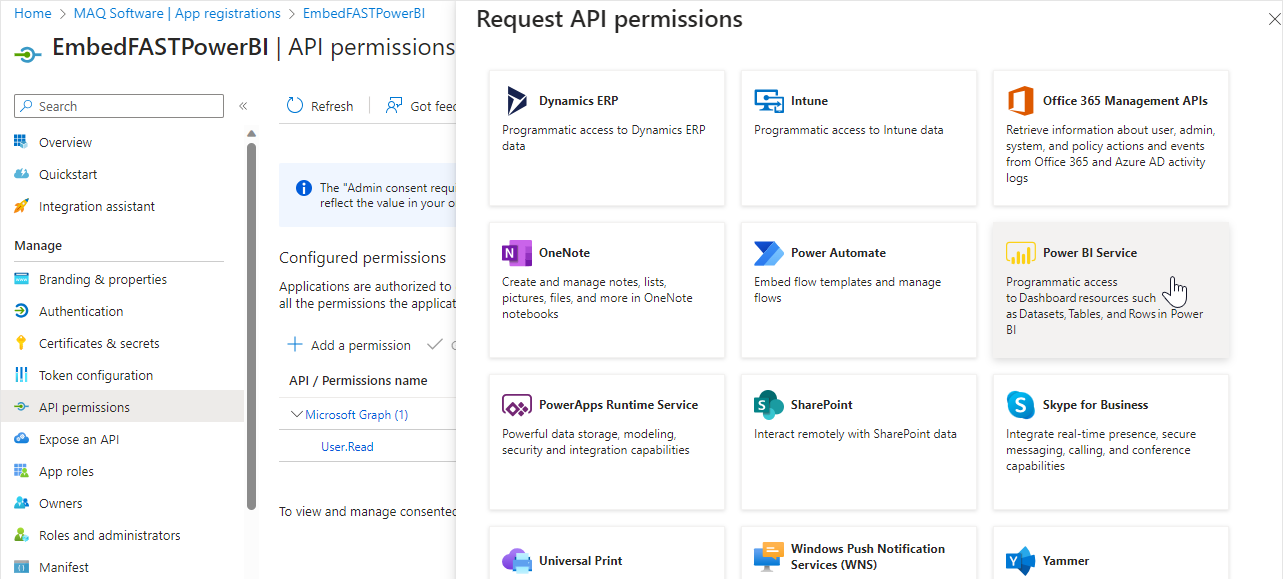 Home > MAQ Software | App registrations > EmbedFASTPowerBI
EmbedFASTPowerBI | API permissions
Search
Overview
Quickstart
Integration assistant
Manage
Branding & properties
Authentication
Certificates & secrets
Token configuration
API permissions
Expose an API
App roles
Owners
Roles and administrators
Manifest
Refresh
Got feed
The "Admin consent requ
reflect the value in your o
Configured permissions
Applications are authorized to
all the permissions the applicat
Add a permission
API / Permissions name
Microsoft Graph (1)
User.Read
To view and manage consented
Request API permissions
Dynamics ERP
Programmatic access to Dynamics ERP
data
Intune
Programmatic access to Intune data
Office 365 Management APIs
Retrieve information about user, admin,
system, and policy actions and events
from Office 365 and Azure AD activity
logs
OneNote
Create and manage notes, lists,
pictures, files, and more in OneNote
notebooks
Power Automate
Embed flow templates and manage
flows
Power BI Service
Programmatic access
to Dashboard resources such
as Datasets, Tables, and Rows in Power
BI
PowerApps Runtime Service
Powerful data storage, modeling,
security and integration capabilities
SharePoint
Interact remotely with SharePoint data
Skype for Business
Integrate real-time presence, secure
messaging, calling, and conference
capabilities
Universal Print
Windows Push Notification
Services (WNS)
Yammer